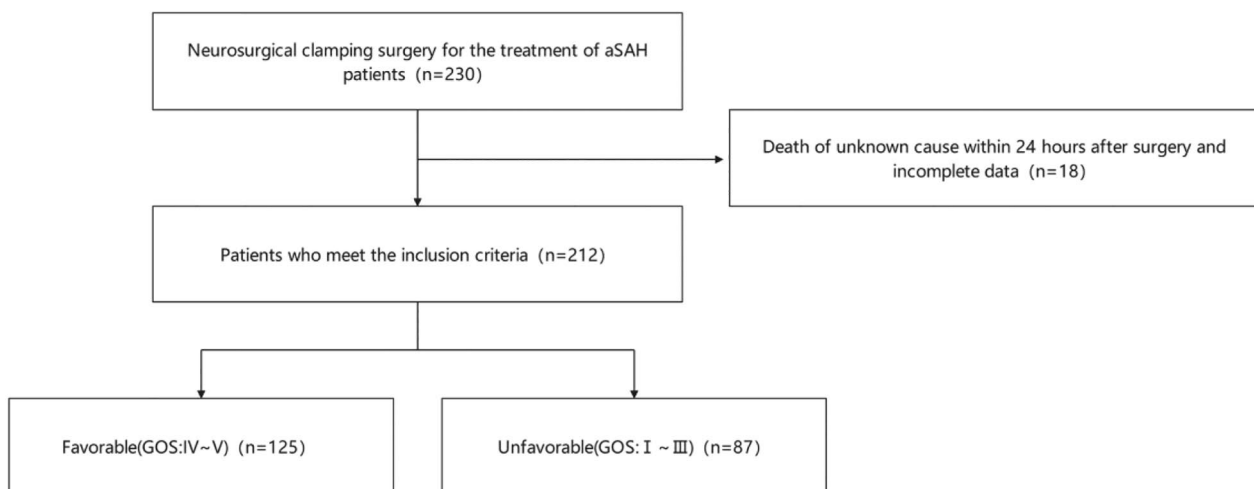 Neurosurgical clamping surgery for the treatment of aSAH
patients (n=230)
Death of unknown cause within 24 hours after surgery and
incomplete data (n=18)
Patients who meet the inclusion criteria (n=212)
Favorable(GOS:IV~V) (n=125)
Unfavorable(GOS:Ⅰ~Ⅲ) (n=87)